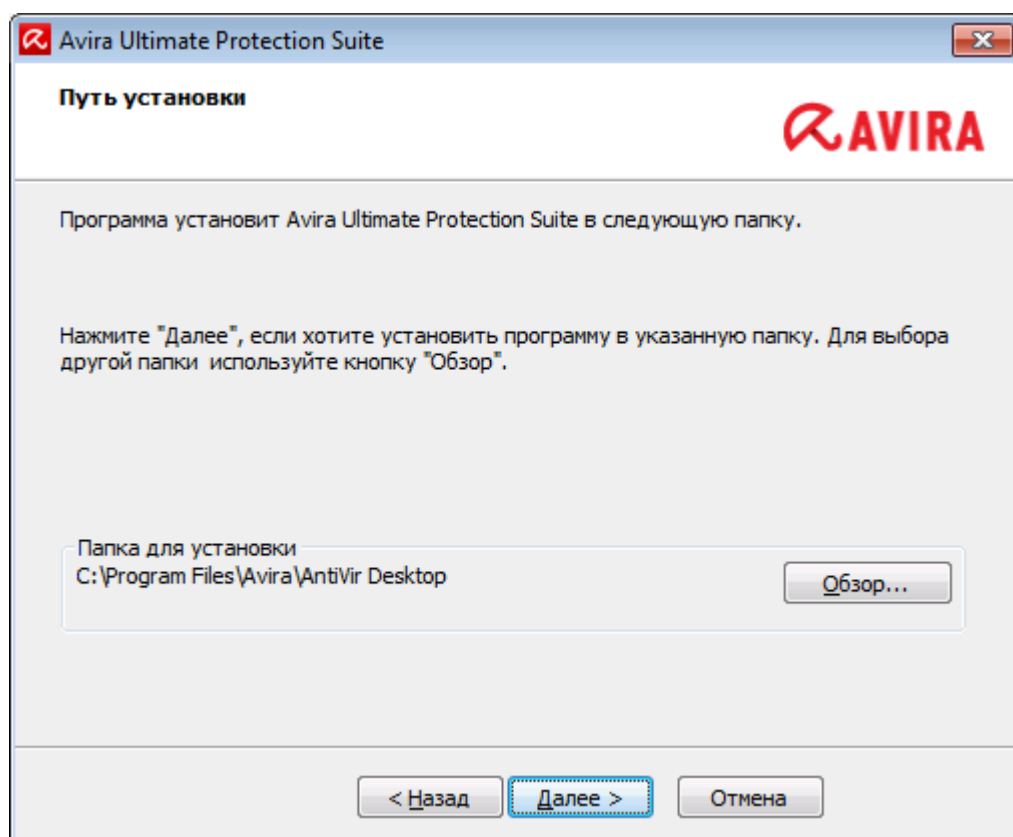 Avira Ultimate Protection Suite
Путь установки
AVIRA
Программа установит Avira Ultimate Protection Suite в следующую папку.
Нажмите "Далее", если хотите установить программу в указанную папку. Для выбора
другой папки используйте кнопку "Обзор".
Папка для установки
C:\Program Files\Avira\AntiVir Desktop
Обзор...
< Назад
Далее >
Отмена